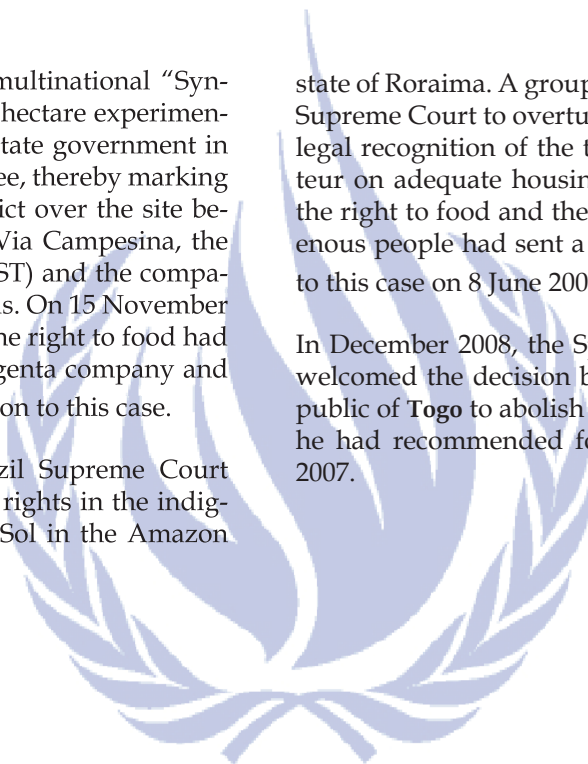 multinational “Syn-
hectare experimen-
tate government in
ee, thereby marking
ict over the site be-
Via Campesina, the
ST) and the compa-
s. On 15 November
he right to food had
genta company and
on to this case.
zil Supreme Court
rights in the indig-
Sol in the Amazon
state of Roraima. A group
Supreme Court to overtu
legal recognition of the t
teur on adequate housin
the right to food and the
enous people had sent a
to this case on 8 June 200
In December 2008, the S
welcomed the decision b
public of Togo to abolish
he had recommended fo
2007.